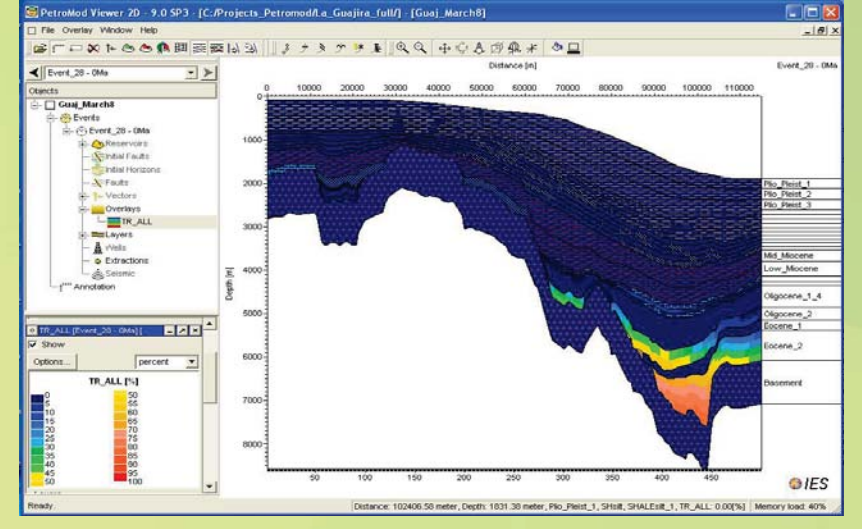 PetroMod Viewer 2D - 9.0 SP3 - [C:/Projects_Petromod/La_Guajira_full/] - [Guaj_March8]
File Overlay Window Help
Event_28 - 0Ma
Objects
Guaj_March8
Events
Event_28 - 0Ma
Reservoirs
Initial Faults
Initial Horizons
Faults
Vectors
Overlays
TR_ALL
Layers
Wells
Extractions
Seismic
Annotation
TR_ALL [Event_28 - 0Ma] [
Show
Options... percent
TR_ALL [%]
0 50
5 55
10 60
15 65
20 70
25 75
30 80
35 85
40 90
45 95
50 100
Distance [m]
Event_28 - 0Ma
0 10000 20000 30000 40000 50000 60000 70000 80000 90000 100000 110000
Depth [m]
0
1000
2000
3000
4000
5000
6000
7000
8000
Plio_Pleist_1
Plio_Pleist_2
Plio_Pleist_3
Mid_Miocene
Low_Miocene
Oligocene_1_4
Oligocene_2
Eocene_1
Eocene_2
Basement
50 100 150 200 250 300 350 400 450
IES
Ready. Distance: 102406.58 meter, Depth: 1831.38 meter, Plio_Pleist_1, SHsilt, SHALEsilt_1, TR_ALL: 0.00[%] Memory load: 40%